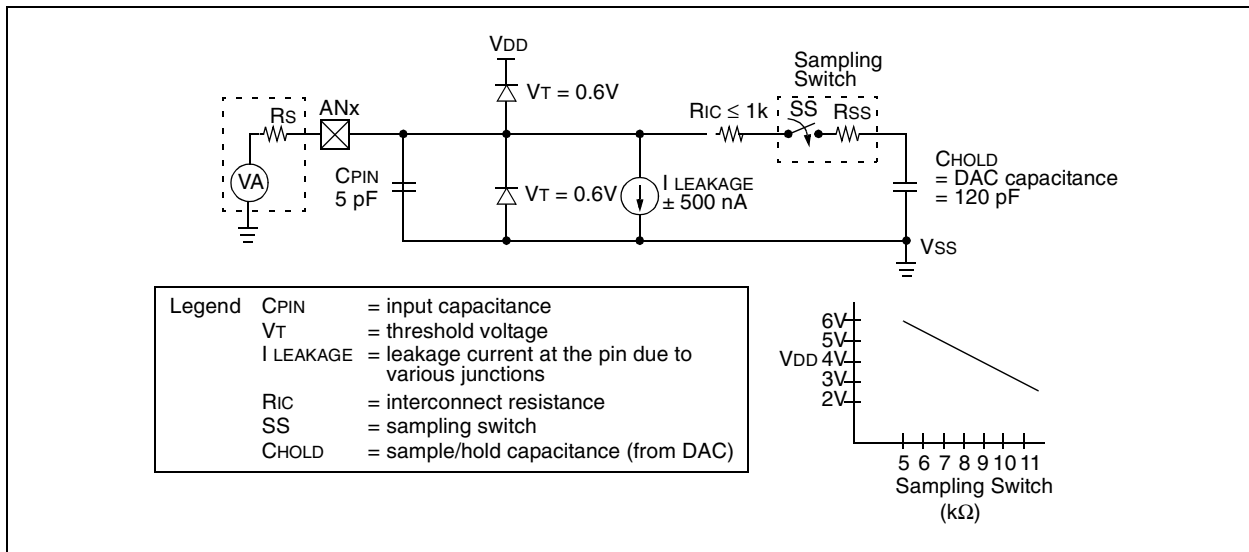 VDD
Sampling
Switch
VT = 0.6V
RS
ANx
RIC ≤ 1k
SS
RSS
VA
CPIN
5 pF
VT = 0.6V
I LEAKAGE
± 500 nA
CHOLD
= DAC capacitance
= 120 pF
VSS
Legend CPIN = input capacitance
VT = threshold voltage
I LEAKAGE = leakage current at the pin due to
various junctions
RIC = interconnect resistance
SS = sampling switch
CHOLD = sample/hold capacitance (from DAC)
6V
5V
VDD 4V
3V
2V
5 6 7 8 9 10 11
Sampling Switch
(kΩ)